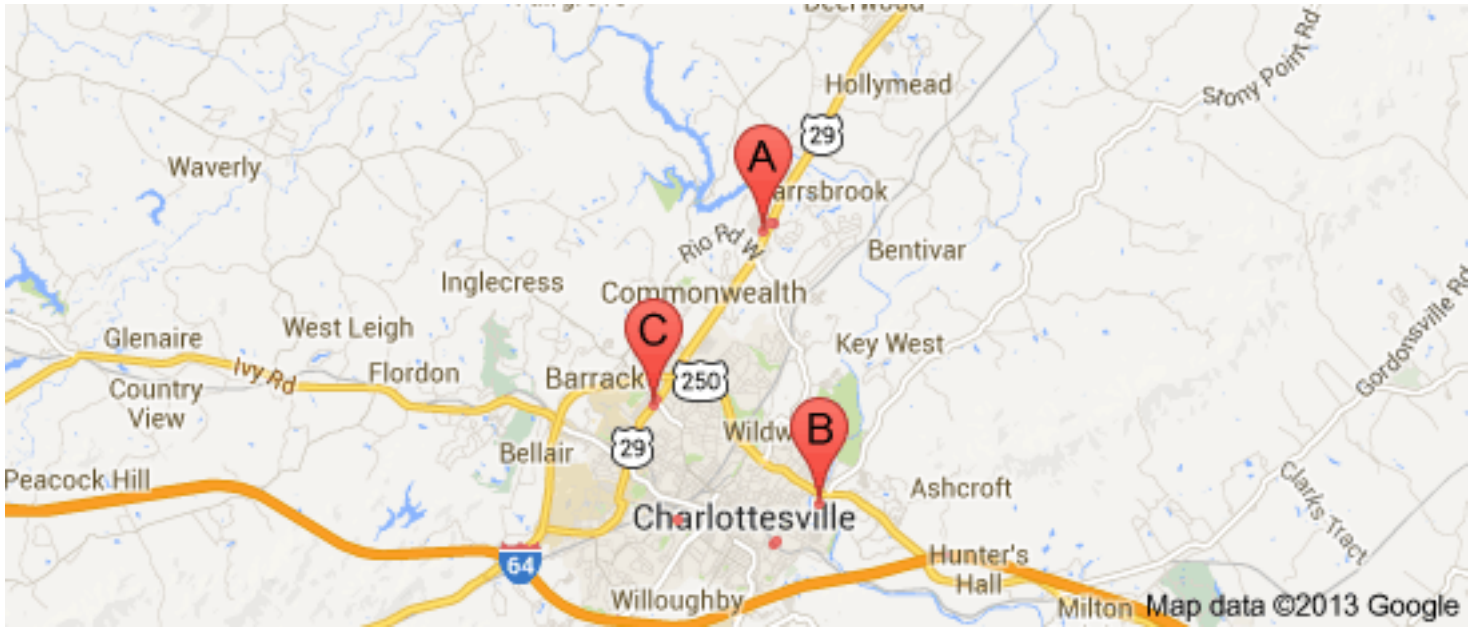 Deerwood
Hollymead
Stony Point Rd
29
A
Waverly
arrsbrook
Rio Rd W
Bentivar
Inglecress
Commonwealth
Gordonsville Rd
C
Glenaire
West Leigh
Key West
Ivy Rd
Flordon
Barrack
250
Country
View
B
Wildw
29
Bellair
Peacock Hill
Ashcroft
Clarks Tract
Charlottesville
64
Hunter's
Hall
Willoughby
Milton
Map data ©2013 Google